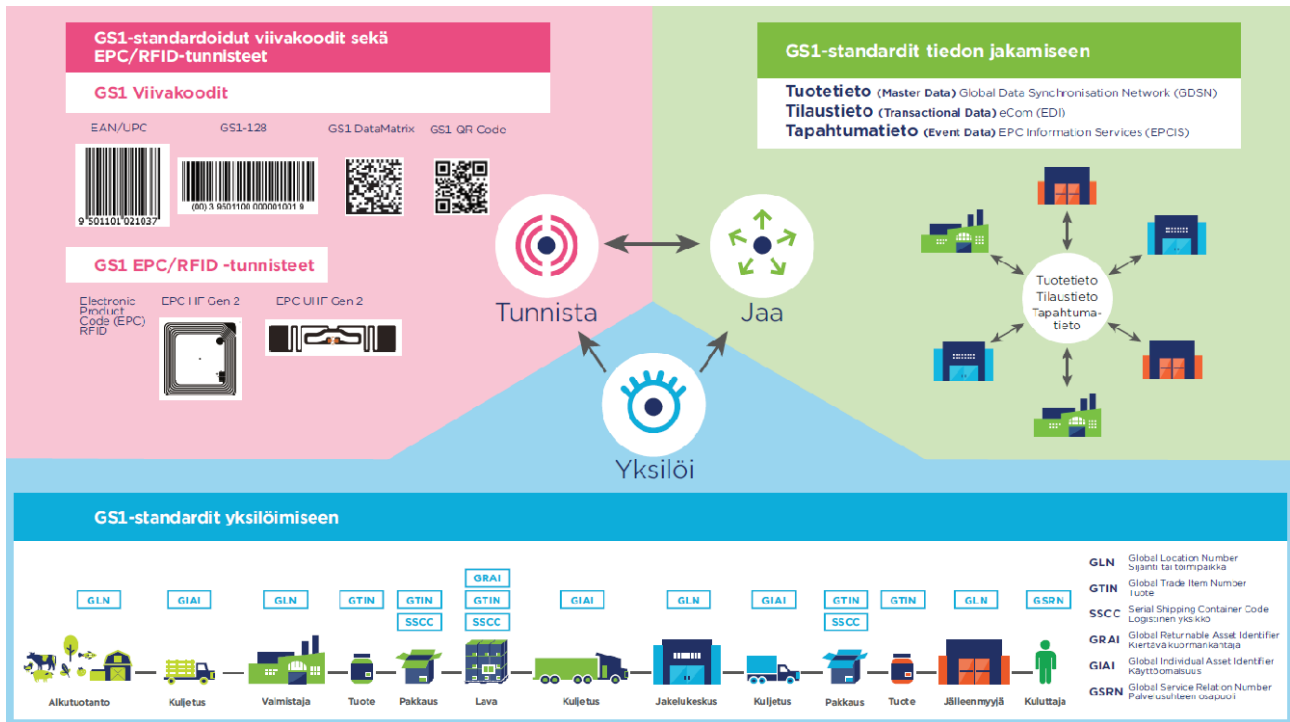 GS1-standardoidut viivakoodit sekä
EPC/RFID-tunnisteet
GS1 Viivakoodit
EAN/UPC
GS1-128
GS1 DataMatrix
GS1 QR Code
9 501101 021037
(00) 3 9501100 000001001 9
GS1 EPC/RFID -tunnisteet
Electronic
Product
Code (EPC)
RFID
EPC HF Gen 2
EPC UHF Gen 2
GS1-standardit tiedon jakamiseen
Tuotetieto (Master Data) Global Data Synchronisation Network (GDSN)
Tilaustieto (Transactional Data) eCom (EDI)
Tapahtumatieto (Event Data) EPC Information Services (EPCIS)
Tuotetieto
Tilaustieto
Tapahtuma-
tieto
Tunnista
Jaa
Yksilöi
GS1-standardit yksilöimiseen
GLN
GIAI
GLN
GTIN
GTIN
SSCC
GRAI
GTIN
SSCC
GIAI
GLN
GIAI
GTIN
SSCC
GTIN
GLN
GSRN
Alkutuotanto
Kuljetus
Valmistaja
Tuote
Pakkaus
Lava
Kuljetus
Jakelukeskus
Kuljetus
Pakkaus
Tuote
Jälleenmyyjä
Kuluttaja
GLN Global Location Number
Sijainti tai toimipaikka
GTIN Global Trade Item Number
Tuote
SSCC Serial Shipping Container Code
Logistinen yksikkö
GRAI Global Returnable Asset Identifier
Kiertävä kuormankantaja
GIAI Global Individual Asset Identifier
Käyttöomaisuus
GSRN Global Service Relation Number
Palvelusuhteen osapuoli